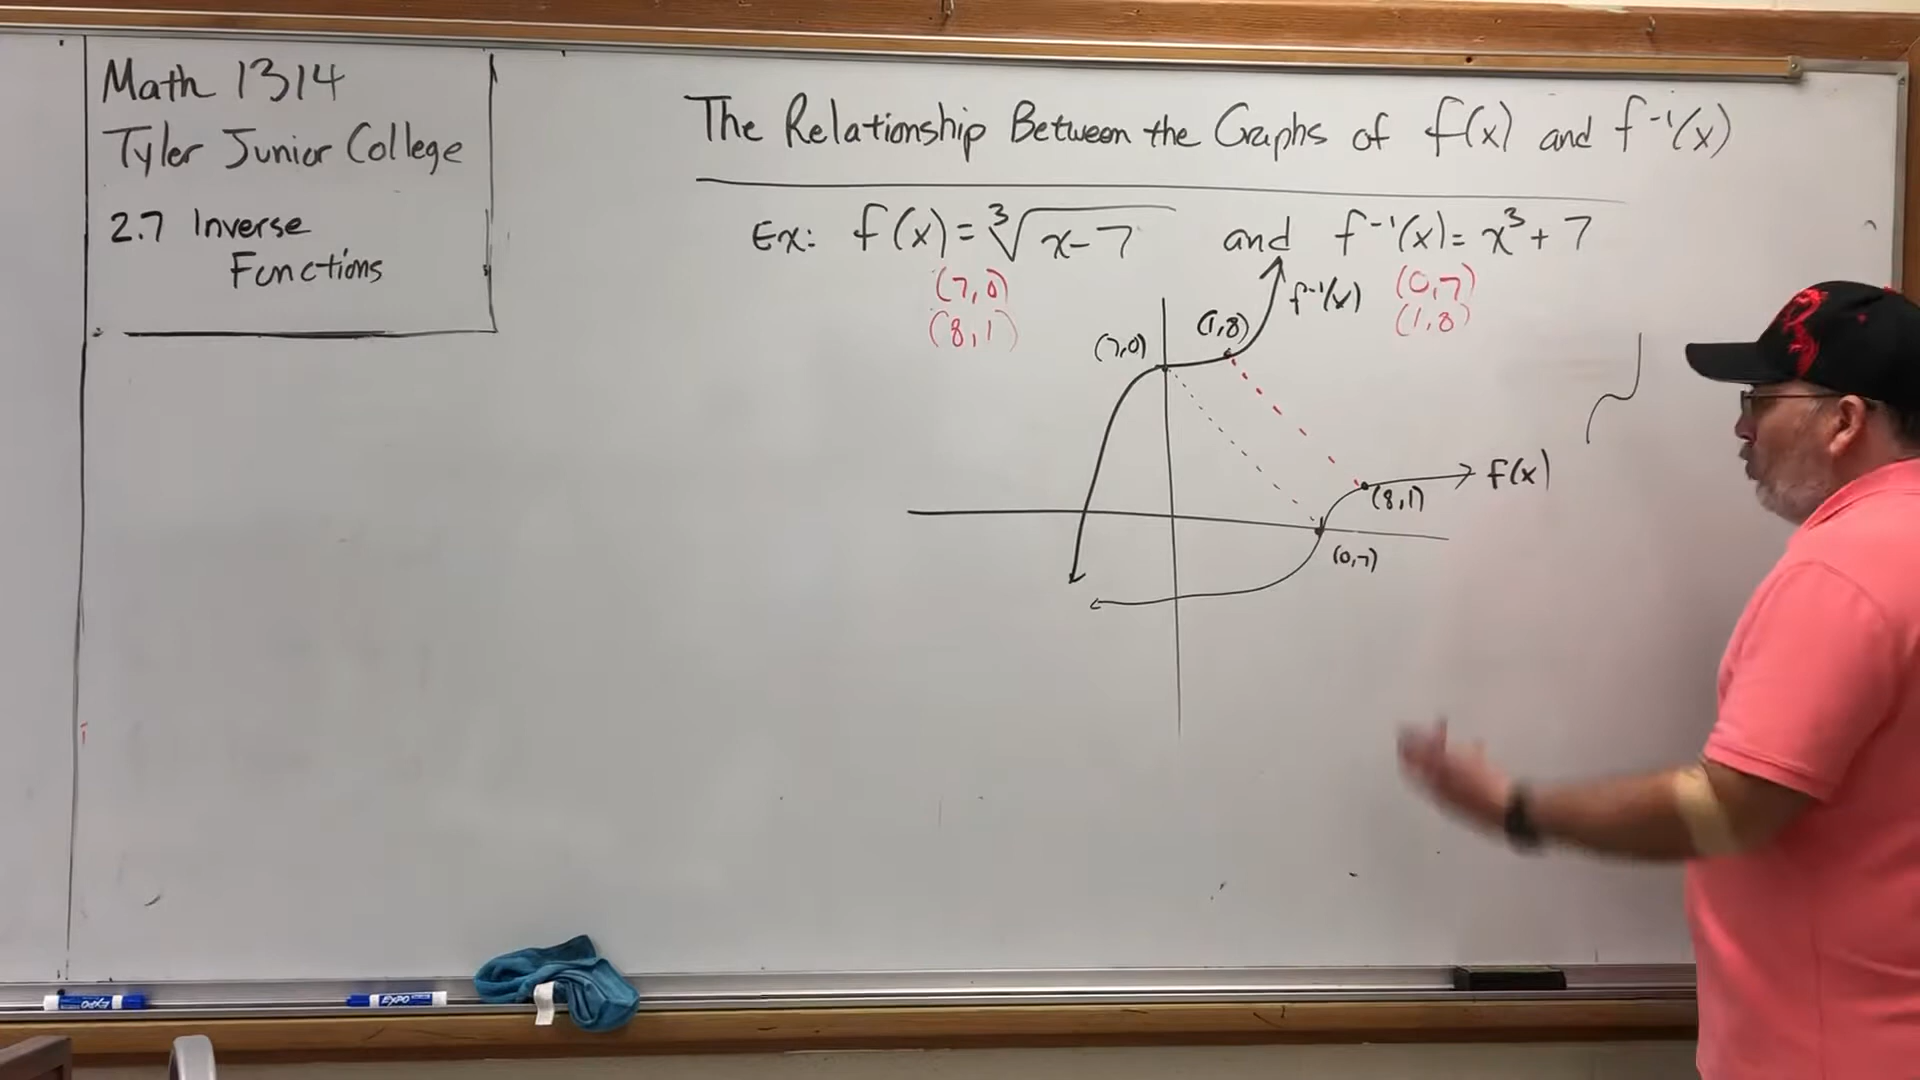 Math 1314
Tyler Junior College
2.7 Inverse
Functions
The Relationship Between the Graphs of f(x) and f⁻¹(x)
Ex: f(x) = ∛(x-7) and f⁻¹(x) = x³ + 7
(7,0)
(8,1)
(0,7)
(1,8)
f⁻¹(x)
(1,8)
(7,0)
f(x)
(8,1)
(0,7)
EXPO
EXPO